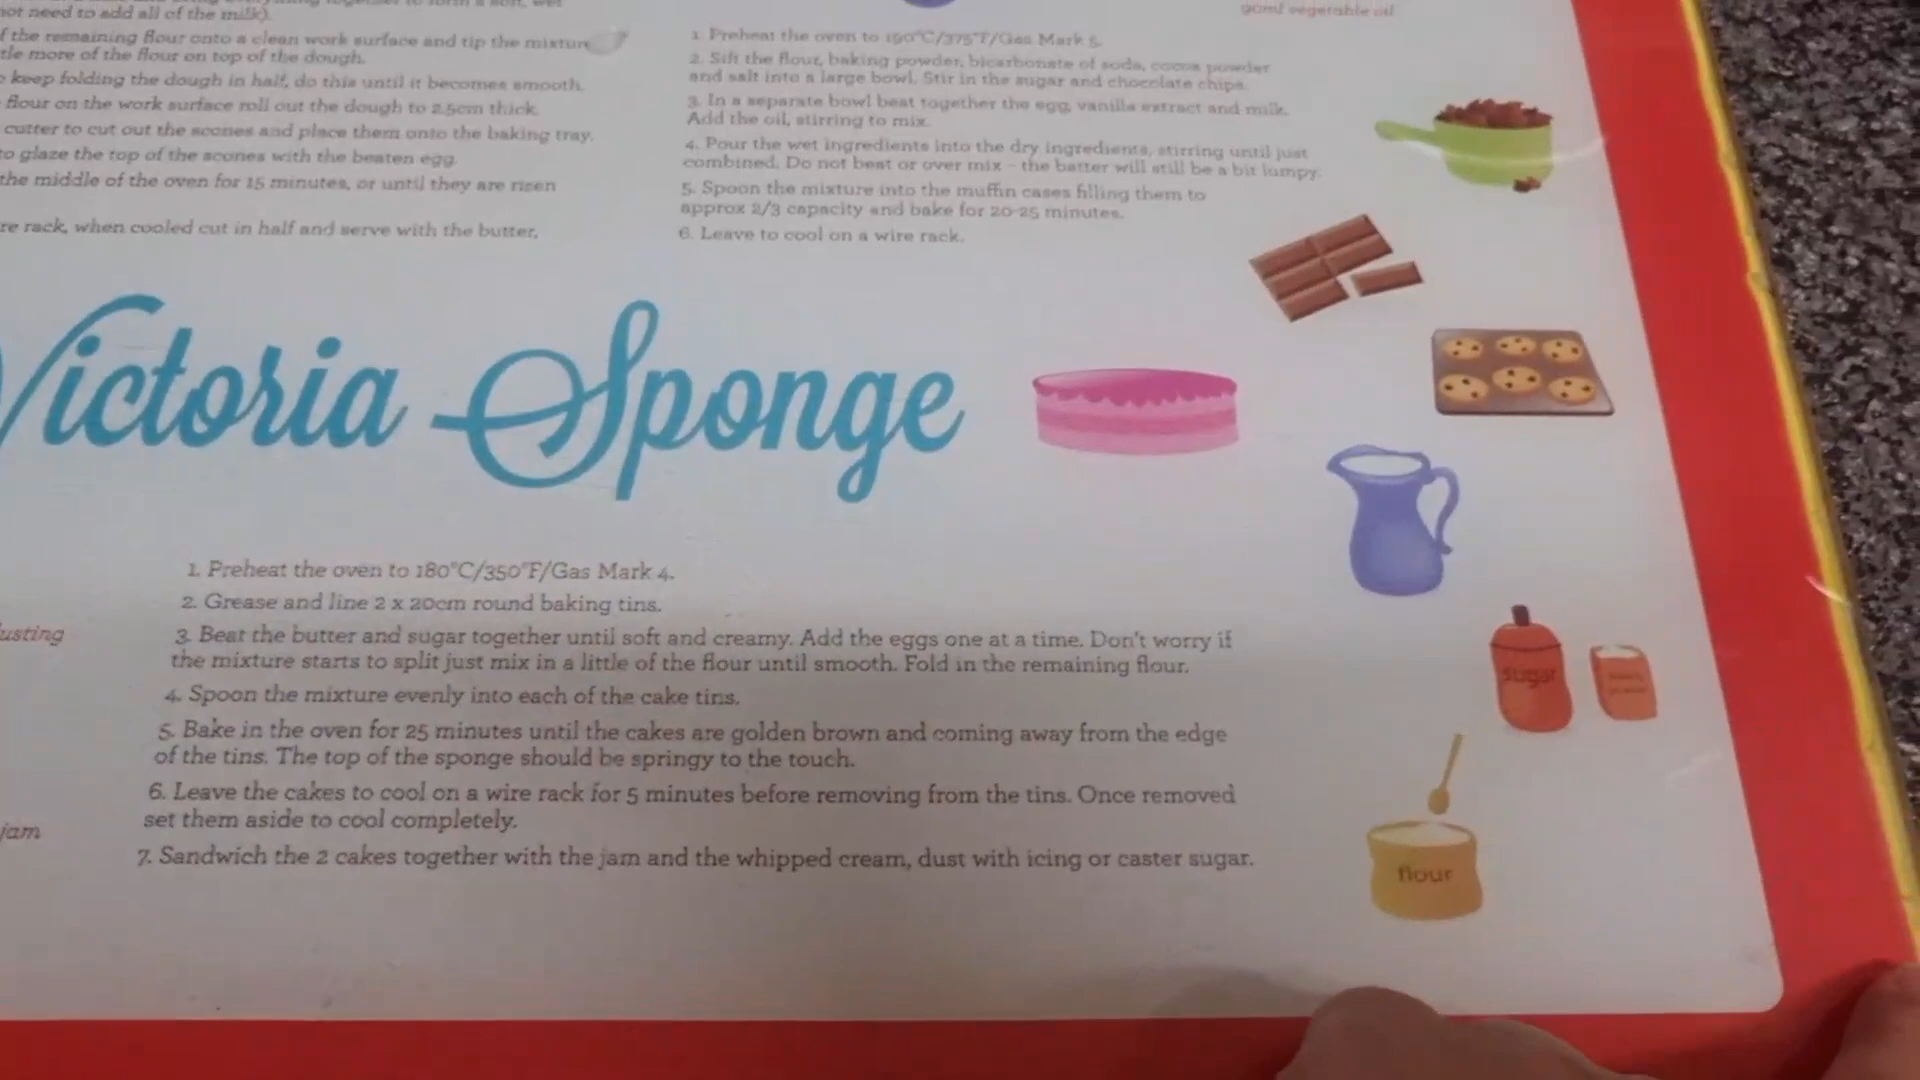 not need to add all of the milk).
f the remaining flour onto a clean work surface and tip the mixture
tle more of the flour on top of the dough.
keep folding the dough in half, do this until it becomes smooth.
flour on the work surface roll out the dough to 2.5cm thick.
cutter to cut out the scones and place them onto the baking tray.
to glaze the top of the scones with the beaten egg.
the middle of the oven for 15 minutes, or until they are risen
re rack, when cooled cut in half and serve with the butter,
90ml vegetable oil
1. Preheat the oven to 190°C/375°F/Gas Mark 5.
2. Sift the flour, baking powder, bicarbonate of soda, cocoa powder
and salt into a large bowl. Stir in the sugar and chocolate chips.
3. In a separate bowl beat together the egg, vanilla extract and milk.
Add the oil, stirring to mix.
4. Pour the wet ingredients into the dry ingredients, stirring until just
combined. Do not beat or over mix - the batter will still be a bit lumpy.
5. Spoon the mixture into the muffin cases filling them to
approx 2/3 capacity and bake for 20-25 minutes.
6. Leave to cool on a wire rack.
Victoria Sponge
usting
jam
1. Preheat the oven to 180°C/350°F/Gas Mark 4.
2. Grease and line 2 x 20cm round baking tins.
3. Beat the butter and sugar together until soft and creamy. Add the eggs one at a time. Don't worry if
the mixture starts to split just mix in a little of the flour until smooth. Fold in the remaining flour.
4. Spoon the mixture evenly into each of the cake tins.
5. Bake in the oven for 25 minutes until the cakes are golden brown and coming away from the edge
of the tins. The top of the sponge should be springy to the touch.
6. Leave the cakes to cool on a wire rack for 5 minutes before removing from the tins. Once removed
set them aside to cool completely.
7. Sandwich the 2 cakes together with the jam and the whipped cream, dust with icing or caster sugar.
sugar
flour